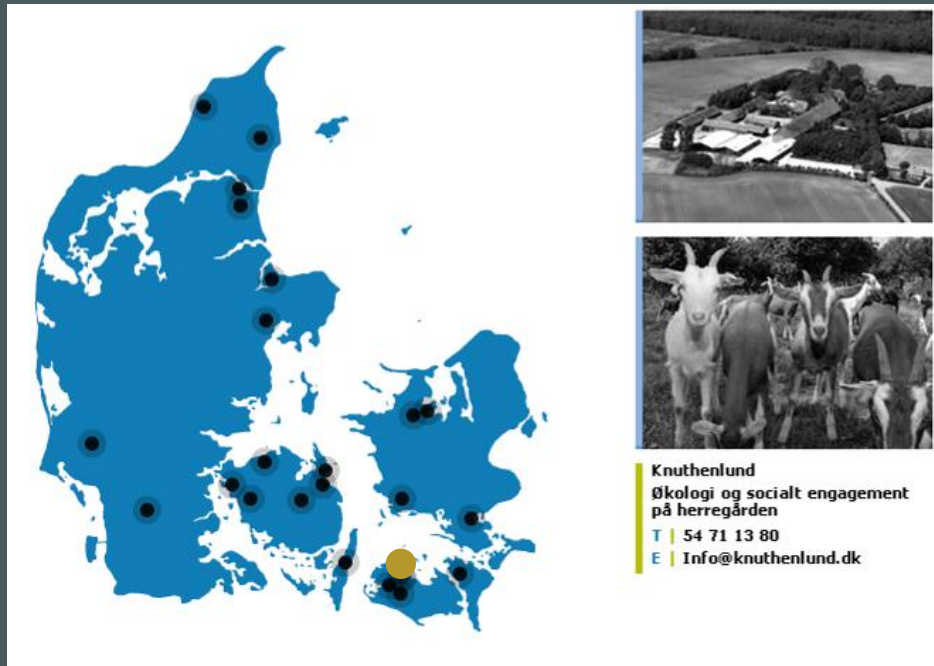 Knuthenlund
Økologi og socialt engagement
på herregården
T | 54 71 13 80
E | Info@knuthenlund.dk